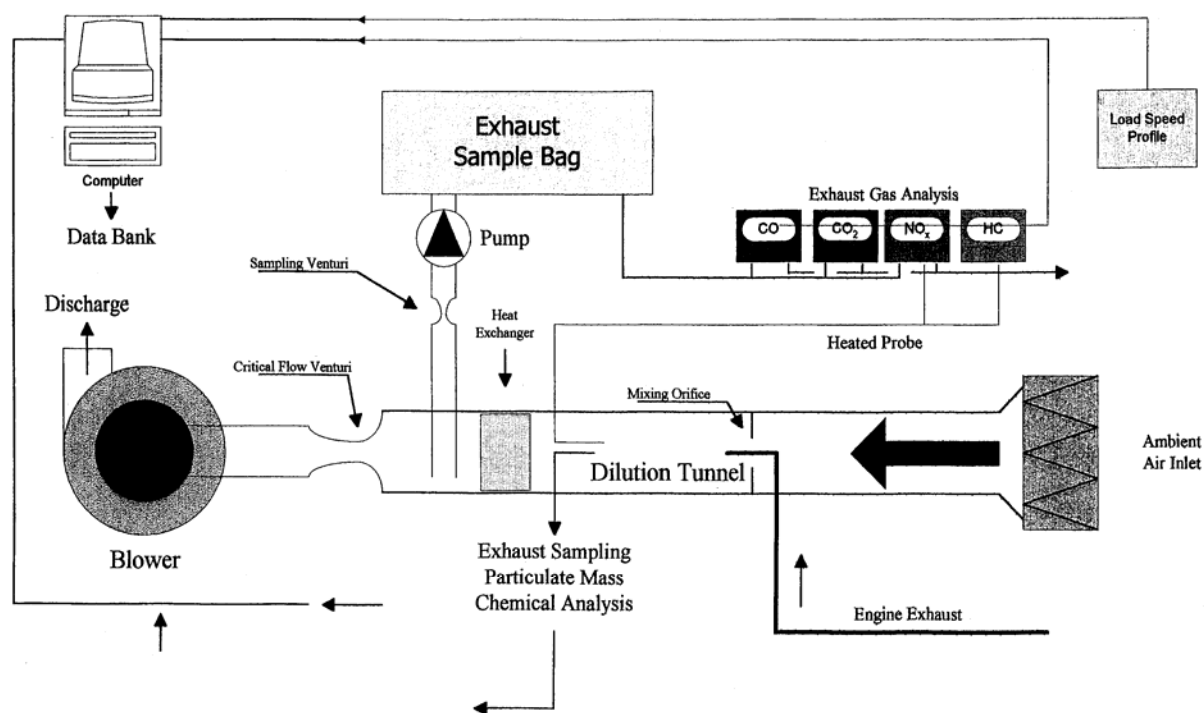 Exhaust
Sample Bag
Load Speed
Profile
Computer
Data Bank
Exhaust Gas Analysis
CO
CO2
NOx
HC
Pump
Sampling Venturi
Discharge
Heat
Exchanger
Heated Probe
Critical Flow Venturi
Mixing Orifice
Ambient
Air Inlet
Dilution Tunnel
Blower
Exhaust Sampling
Particulate Mass
Chemical Analysis
Engine Exhaust